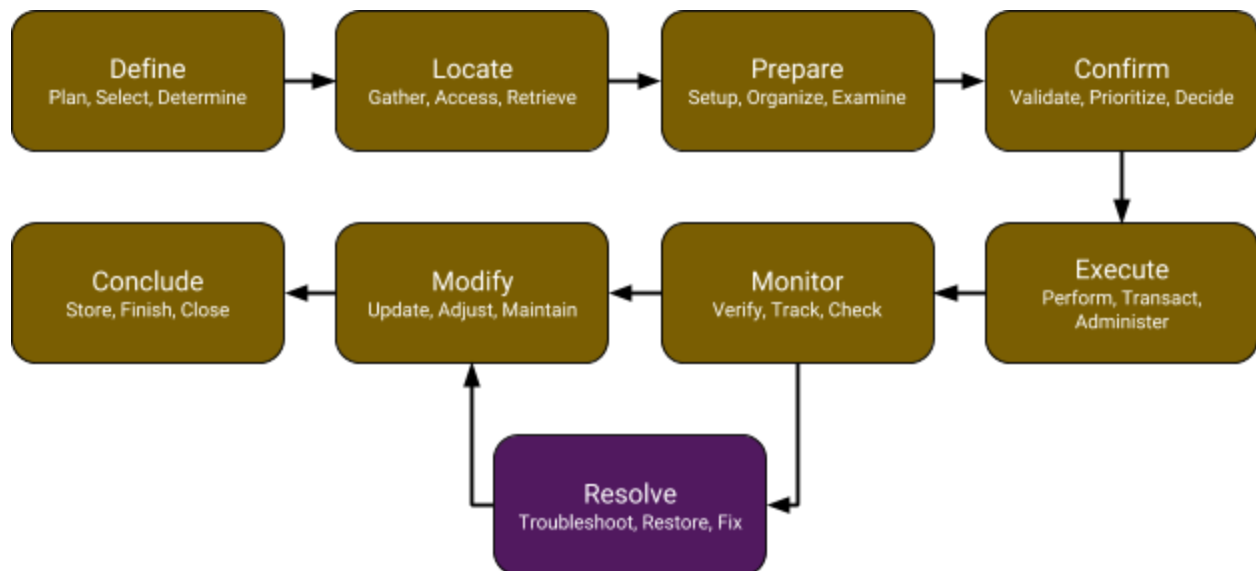 Define
Plan, Select, Determine
Locate
Gather, Access, Retrieve
Prepare
Setup, Organize, Examine
Confirm
Validate, Prioritize, Decide
Execute
Perform, Transact,
Administer
Monitor
Verify, Track, Check
Modify
Update, Adjust, Maintain
Conclude
Store, Finish, Close
Resolve
Troubleshoot, Restore, Fix